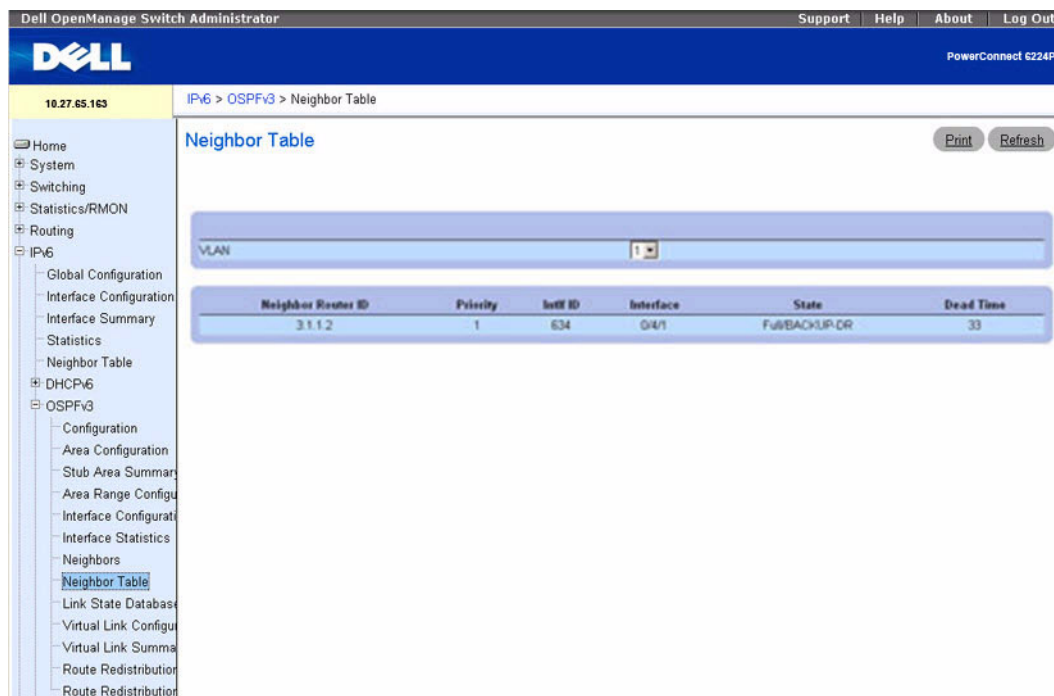 Dell OpenManage Switch Administrator Support Help About Log Out
DELL
PowerConnect 6224P
10.27.65.163
IPv6 > OSPFv3 > Neighbor Table
Home
System
Switching
Statistics/RMON
Routing
IPv6
Global Configuration
Interface Configuration
Interface Summary
Statistics
Neighbor Table
DHCPv6
OSPFv3
Configuration
Area Configuration
Stub Area Summary
Area Range Configu
Interface Configurati
Interface Statistics
Neighbors
Neighbor Table
Link State Database
Virtual Link Configu
Virtual Link Summa
Route Redistribution
Route Redistribution
Neighbor Table
Print Refresh
VLAN 1
Neighbor Router ID Priority Intf ID Interface State Dead Time
3.1.1.2 1 634 0/4/1 Full/BACKUP-DR 33